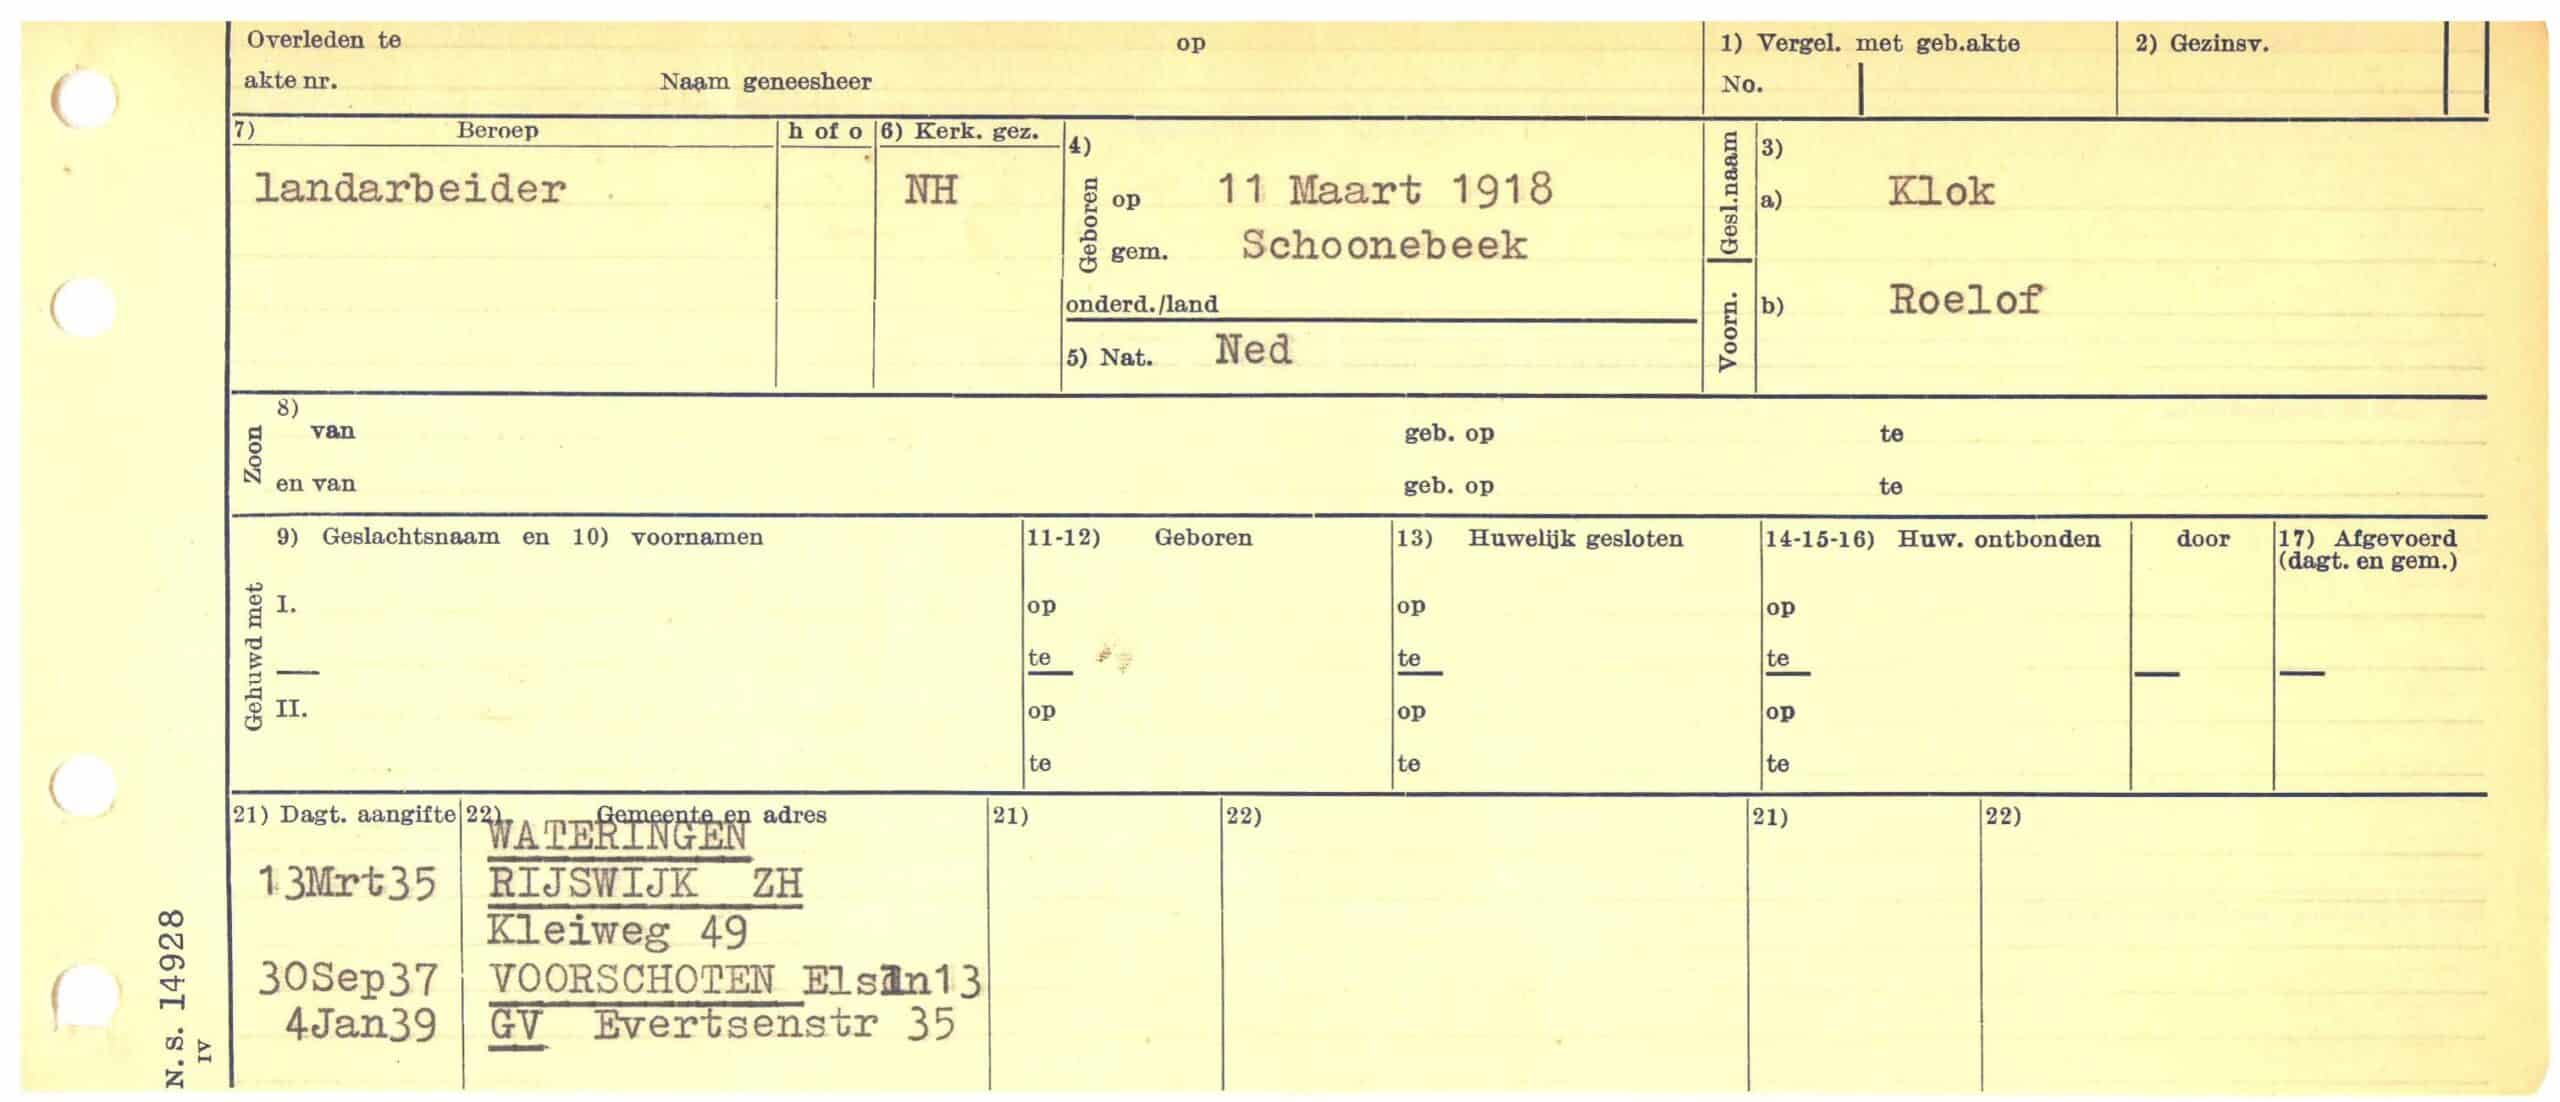 Overleden te op 1) Vergel. met geb.akte 2) Gezinsv.
akte nr. Naam geneesheer No.
7) Beroep h of o 6) Kerk. gez. 4) Geboren Gesl.naam 3)
landarbeider NH op 11 Maart 1918 a) Klok
gem. Schoonebeek
onderd./land Voorn. b) Roelof
5) Nat. Ned
Zoon 8) van geb. op te
en van geb. op te
Gehuwd met 9) Geslachtsnaam en 10) voornamen 11-12) Geboren 13) Huwelijk gesloten 14-15-16) Huw. ontbonden door 17) Afgevoerd
(dagt. en gem.)
I. op op op
te te te
II. op op op
te te te
21) Dagt. aangifte 22) Gemeente en adres 21) 22) 21) 22)
WATERINGEN
13Mrt35 RIJSWIJK ZH
Kleiweg 49
30Sep37 VOORSCHOTEN
4Jan39 GV Evertsenstr 35
N.S. 14928
IV